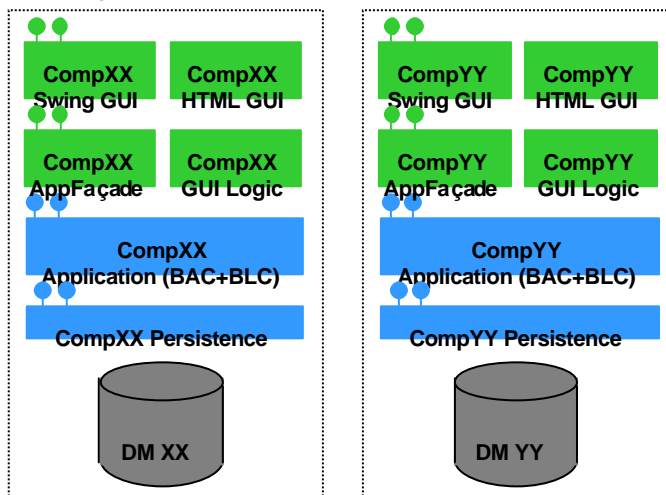 CompXX
Swing GUI
CompXX
HTML GUI
CompXX
AppFaçade
CompXX
GUI Logic
CompXX
Application (BAC+BLC)
CompXX Persistence
DM XX
CompYY
Swing GUI
CompYY
HTML GUI
CompYY
AppFaçade
CompYY
GUI Logic
CompYY
Application (BAC+BLC)
CompYY Persistence
DM YY